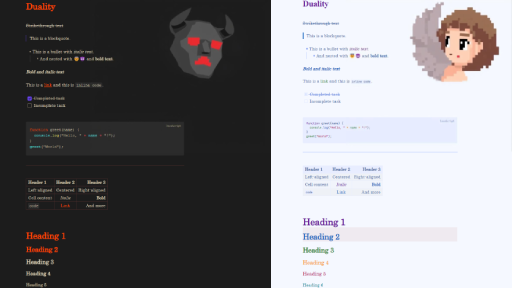 Duality
Strikethrough text
This is a blockquote.
• This is a bullet with italic text.
• And nested with 😇 😈 and bold text.
Bold and italic text
This is a link and this is inline code.
Completed task
Incomplete task
function greet(name) {
console.log("Hello, " + name + "!");
}
greet("World");
Header 1 Header 2 Header 3
Left aligned Centered Right aligned
Cell content Italic Bold
code Link And more
Heading 1
Heading 2
Heading 3
Heading 4
Heading 5
Duality
Strikethrough text
This is a blockquote.
• This is a bullet with italic text.
• And nested with 😇 😈 and bold text.
Bold and italic text
This is a link and this is inline code.
Completed task
Incomplete task
function greet(name) {
console.log("Hello, " + name + "!");
}
greet("World");
Header 1 Header 2 Header 3
Left aligned Centered Right aligned
Cell content Italic Bold
code Link And more
Heading 1
Heading 2
Heading 3
Heading 4
Heading 5
Heading 6